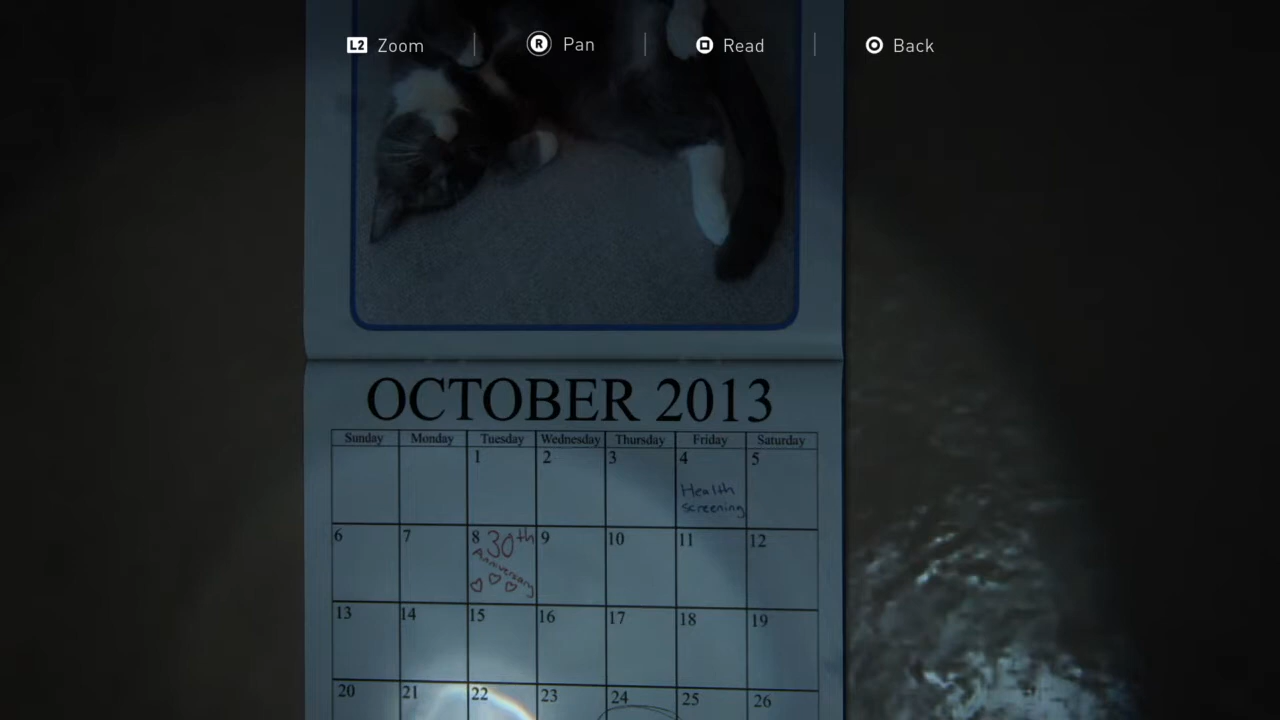 L2 Zoom | R Pan | Read | Back
OCTOBER 2013
Sunday Monday Tuesday Wednesday Thursday Friday Saturday
1 2 3 4 5
Health
screening
6 7 8 9 10 11 12
30th
Anniversary
13 14 15 16 17 18 19
20 21 22 23 24 25 26